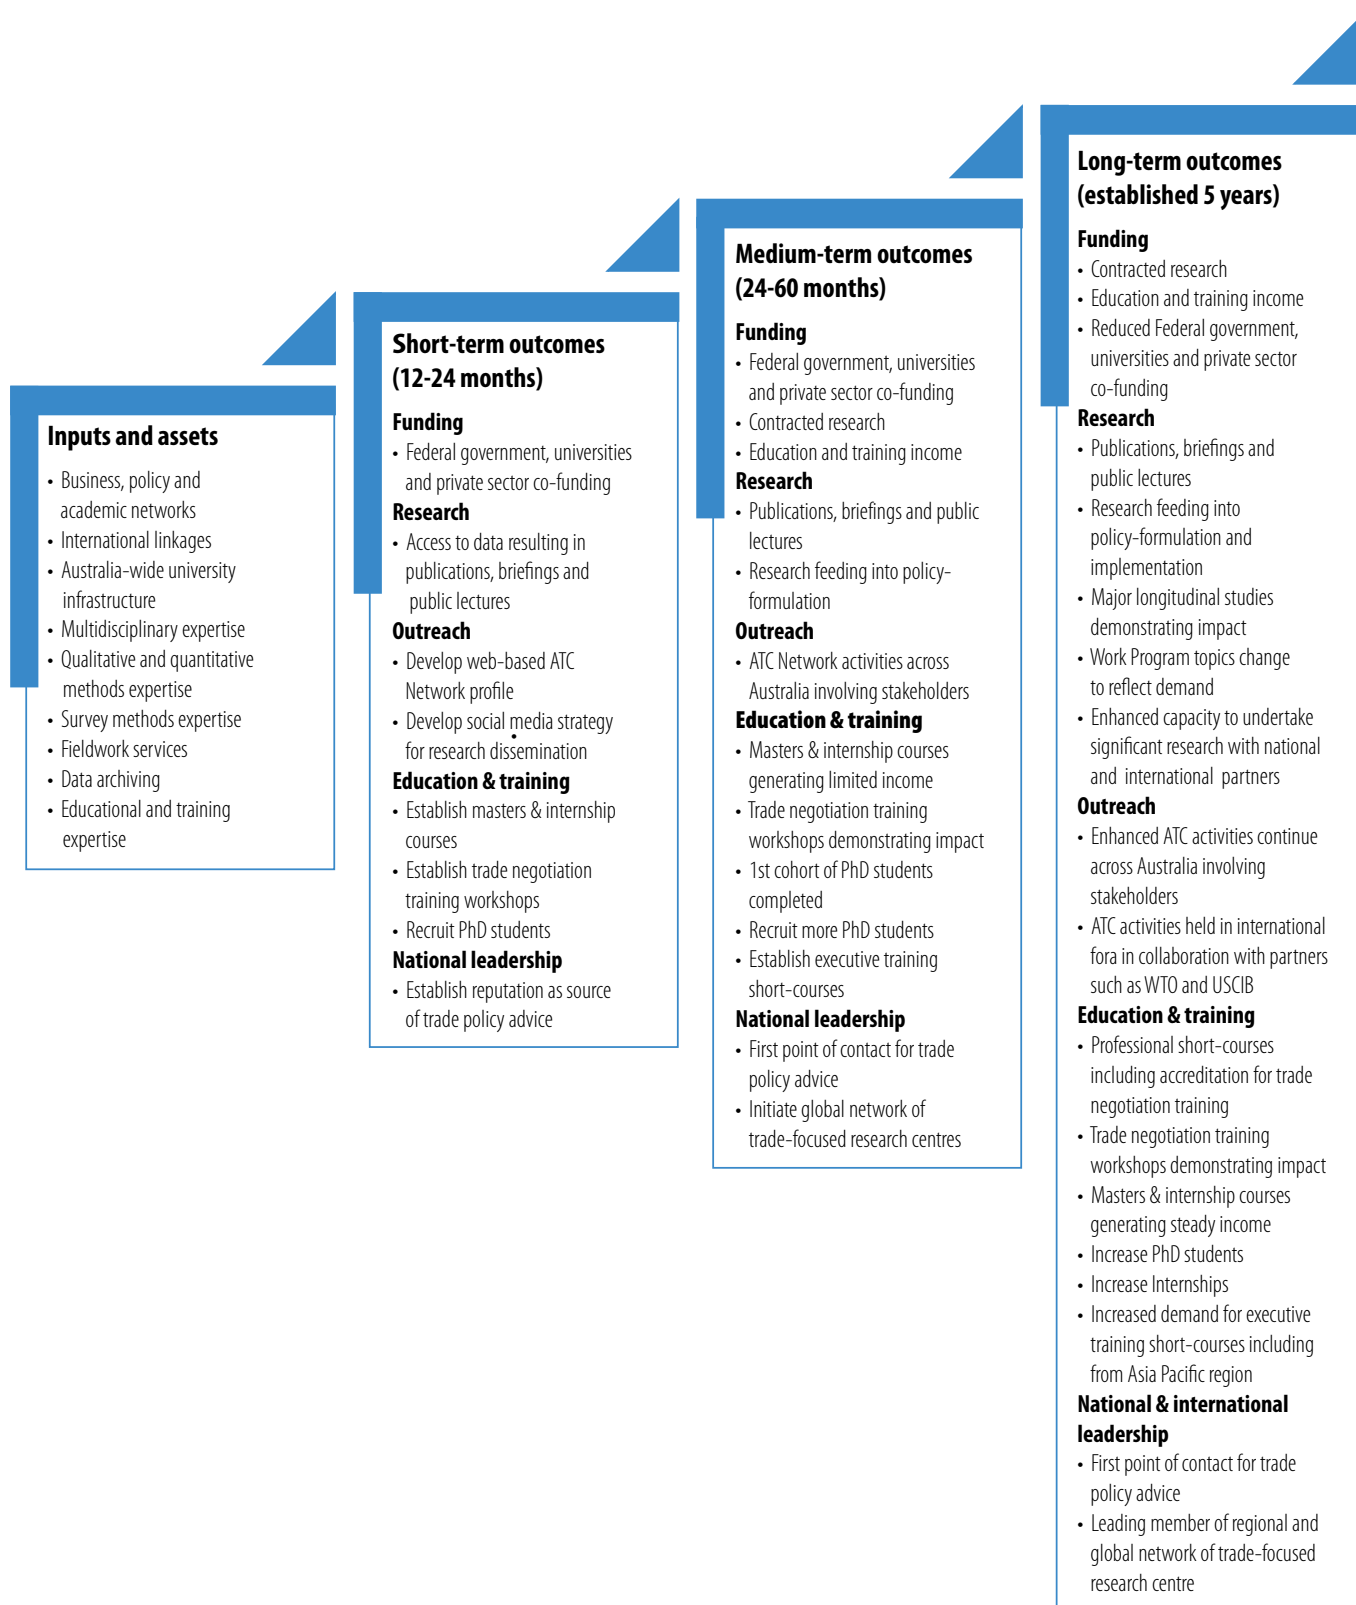 Inputs and assets
• Business, policy and
academic networks
• International linkages
• Australia-wide university
infrastructure
• Multidisciplinary expertise
• Qualitative and quantitative
methods expertise
• Survey methods expertise
• Fieldwork services
• Data archiving
• Educational and training
expertise
Short-term outcomes
(12-24 months)
Funding
• Federal government, universities
and private sector co-funding
Research
• Access to data resulting in
publications, briefings and
public lectures
Outreach
• Develop web-based ATC
Network profile
• Develop social media strategy
for research dissemination
Education & training
• Establish masters & internship
courses
• Establish trade negotiation
training workshops
• Recruit PhD students
National leadership
• Establish reputation as source
of trade policy advice
Medium-term outcomes
(24-60 months)
Funding
• Federal government, universities
and private sector co-funding
• Contracted research
• Education and training income
Research
• Publications, briefings and public
lectures
• Research feeding into policy-
formulation
Outreach
• ATC Network activities across
Australia involving stakeholders
Education & training
• Masters & internship courses
generating limited income
• Trade negotiation training
workshops demonstrating impact
• 1st cohort of PhD students
completed
• Recruit more PhD students
• Establish executive training
short-courses
National leadership
• First point of contact for trade
policy advice
• Initiate global network of
trade-focused research centres
Long-term outcomes
(established 5 years)
Funding
• Contracted research
• Education and training income
• Reduced Federal government,
universities and private sector
co-funding
Research
• Publications, briefings and
public lectures
• Research feeding into
policy-formulation and
implementation
• Major longitudinal studies
demonstrating impact
• Work Program topics change
to reflect demand
• Enhanced capacity to undertake
significant research with national
and international partners
Outreach
• Enhanced ATC activities continue
across Australia involving
stakeholders
• ATC activities held in international
fora in collaboration with partners
such as WTO and USCIB
Education & training
• Professional short-courses
including accreditation for trade
negotiation training
• Trade negotiation training
workshops demonstrating impact
• Masters & internship courses
generating steady income
• Increase PhD students
• Increase Internships
• Increased demand for executive
training short-courses including
from Asia Pacific region
National & international
leadership
• First point of contact for trade
policy advice
• Leading member of regional and
global network of trade-focused
research centre